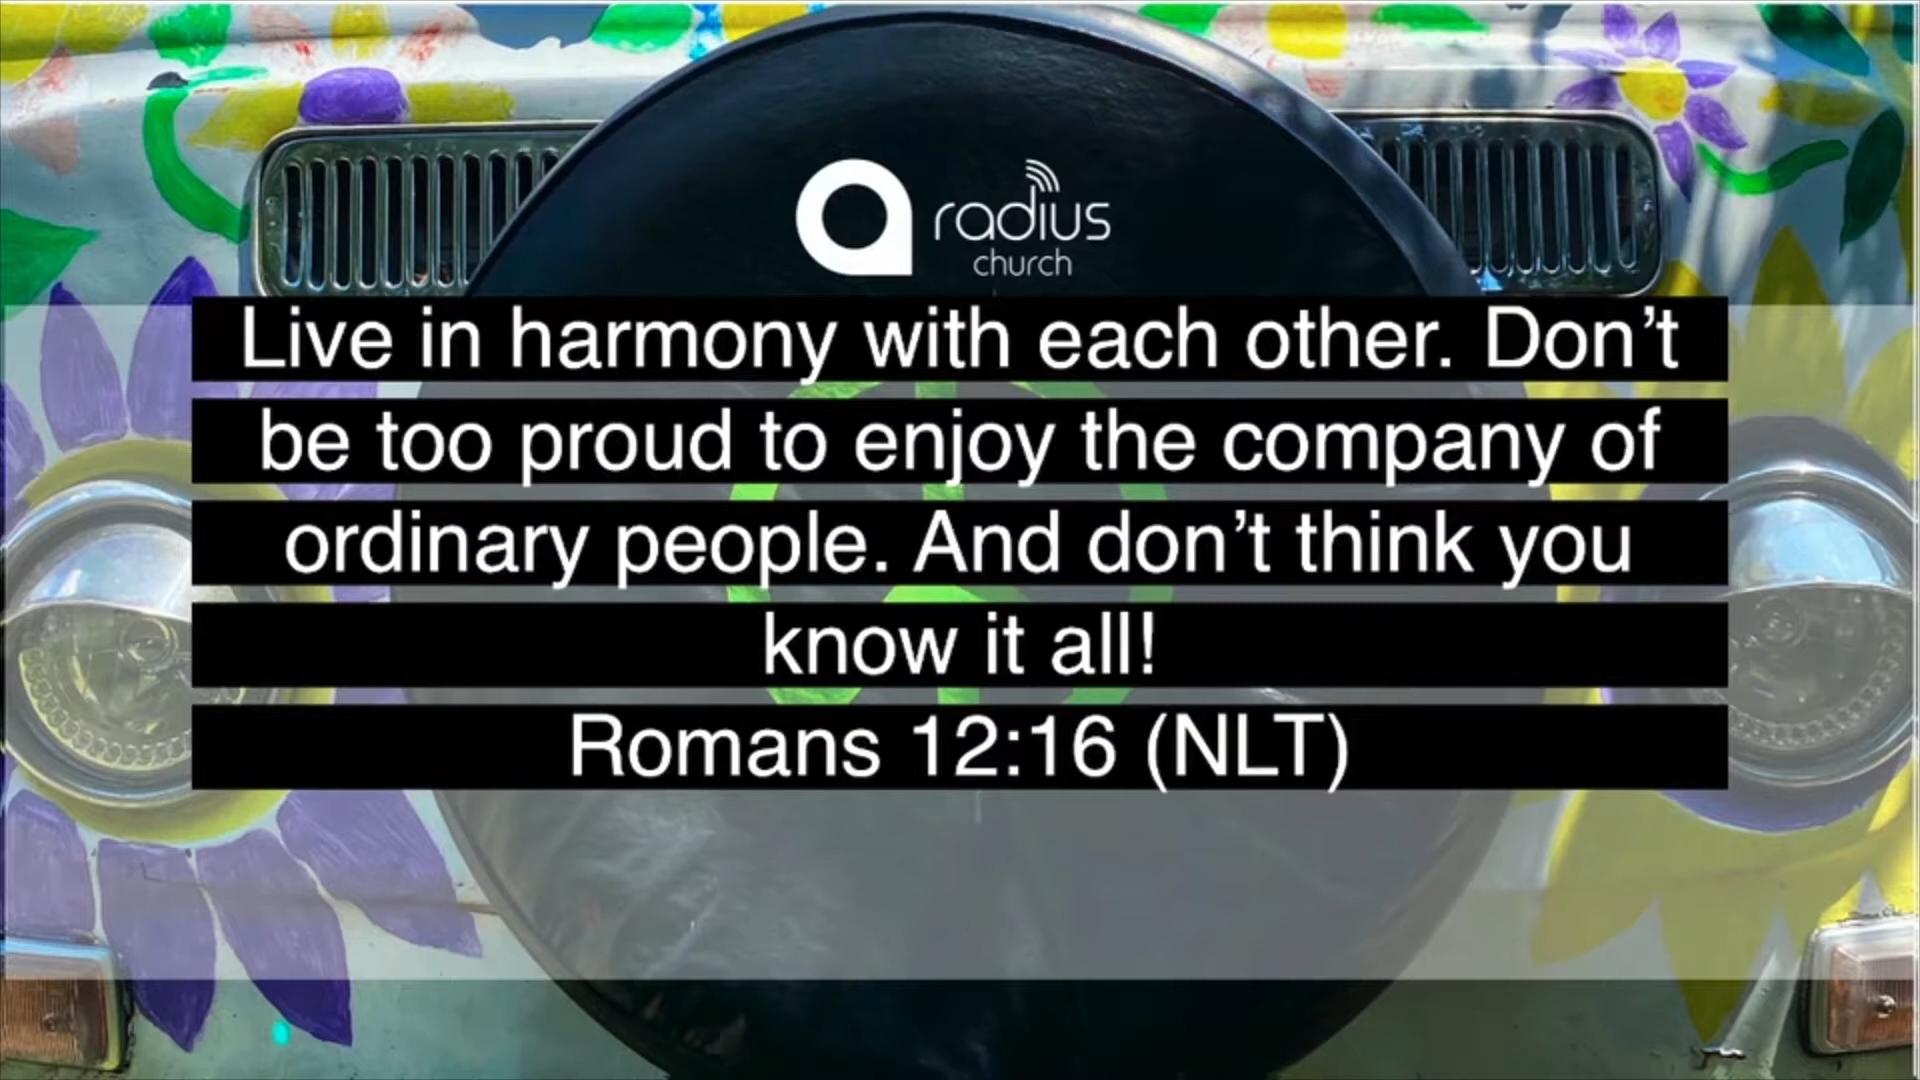 radius
church
Live in harmony with each other. Don’t
be too proud to enjoy the company of
ordinary people. And don’t think you
know it all!
Romans 12:16 (NLT)